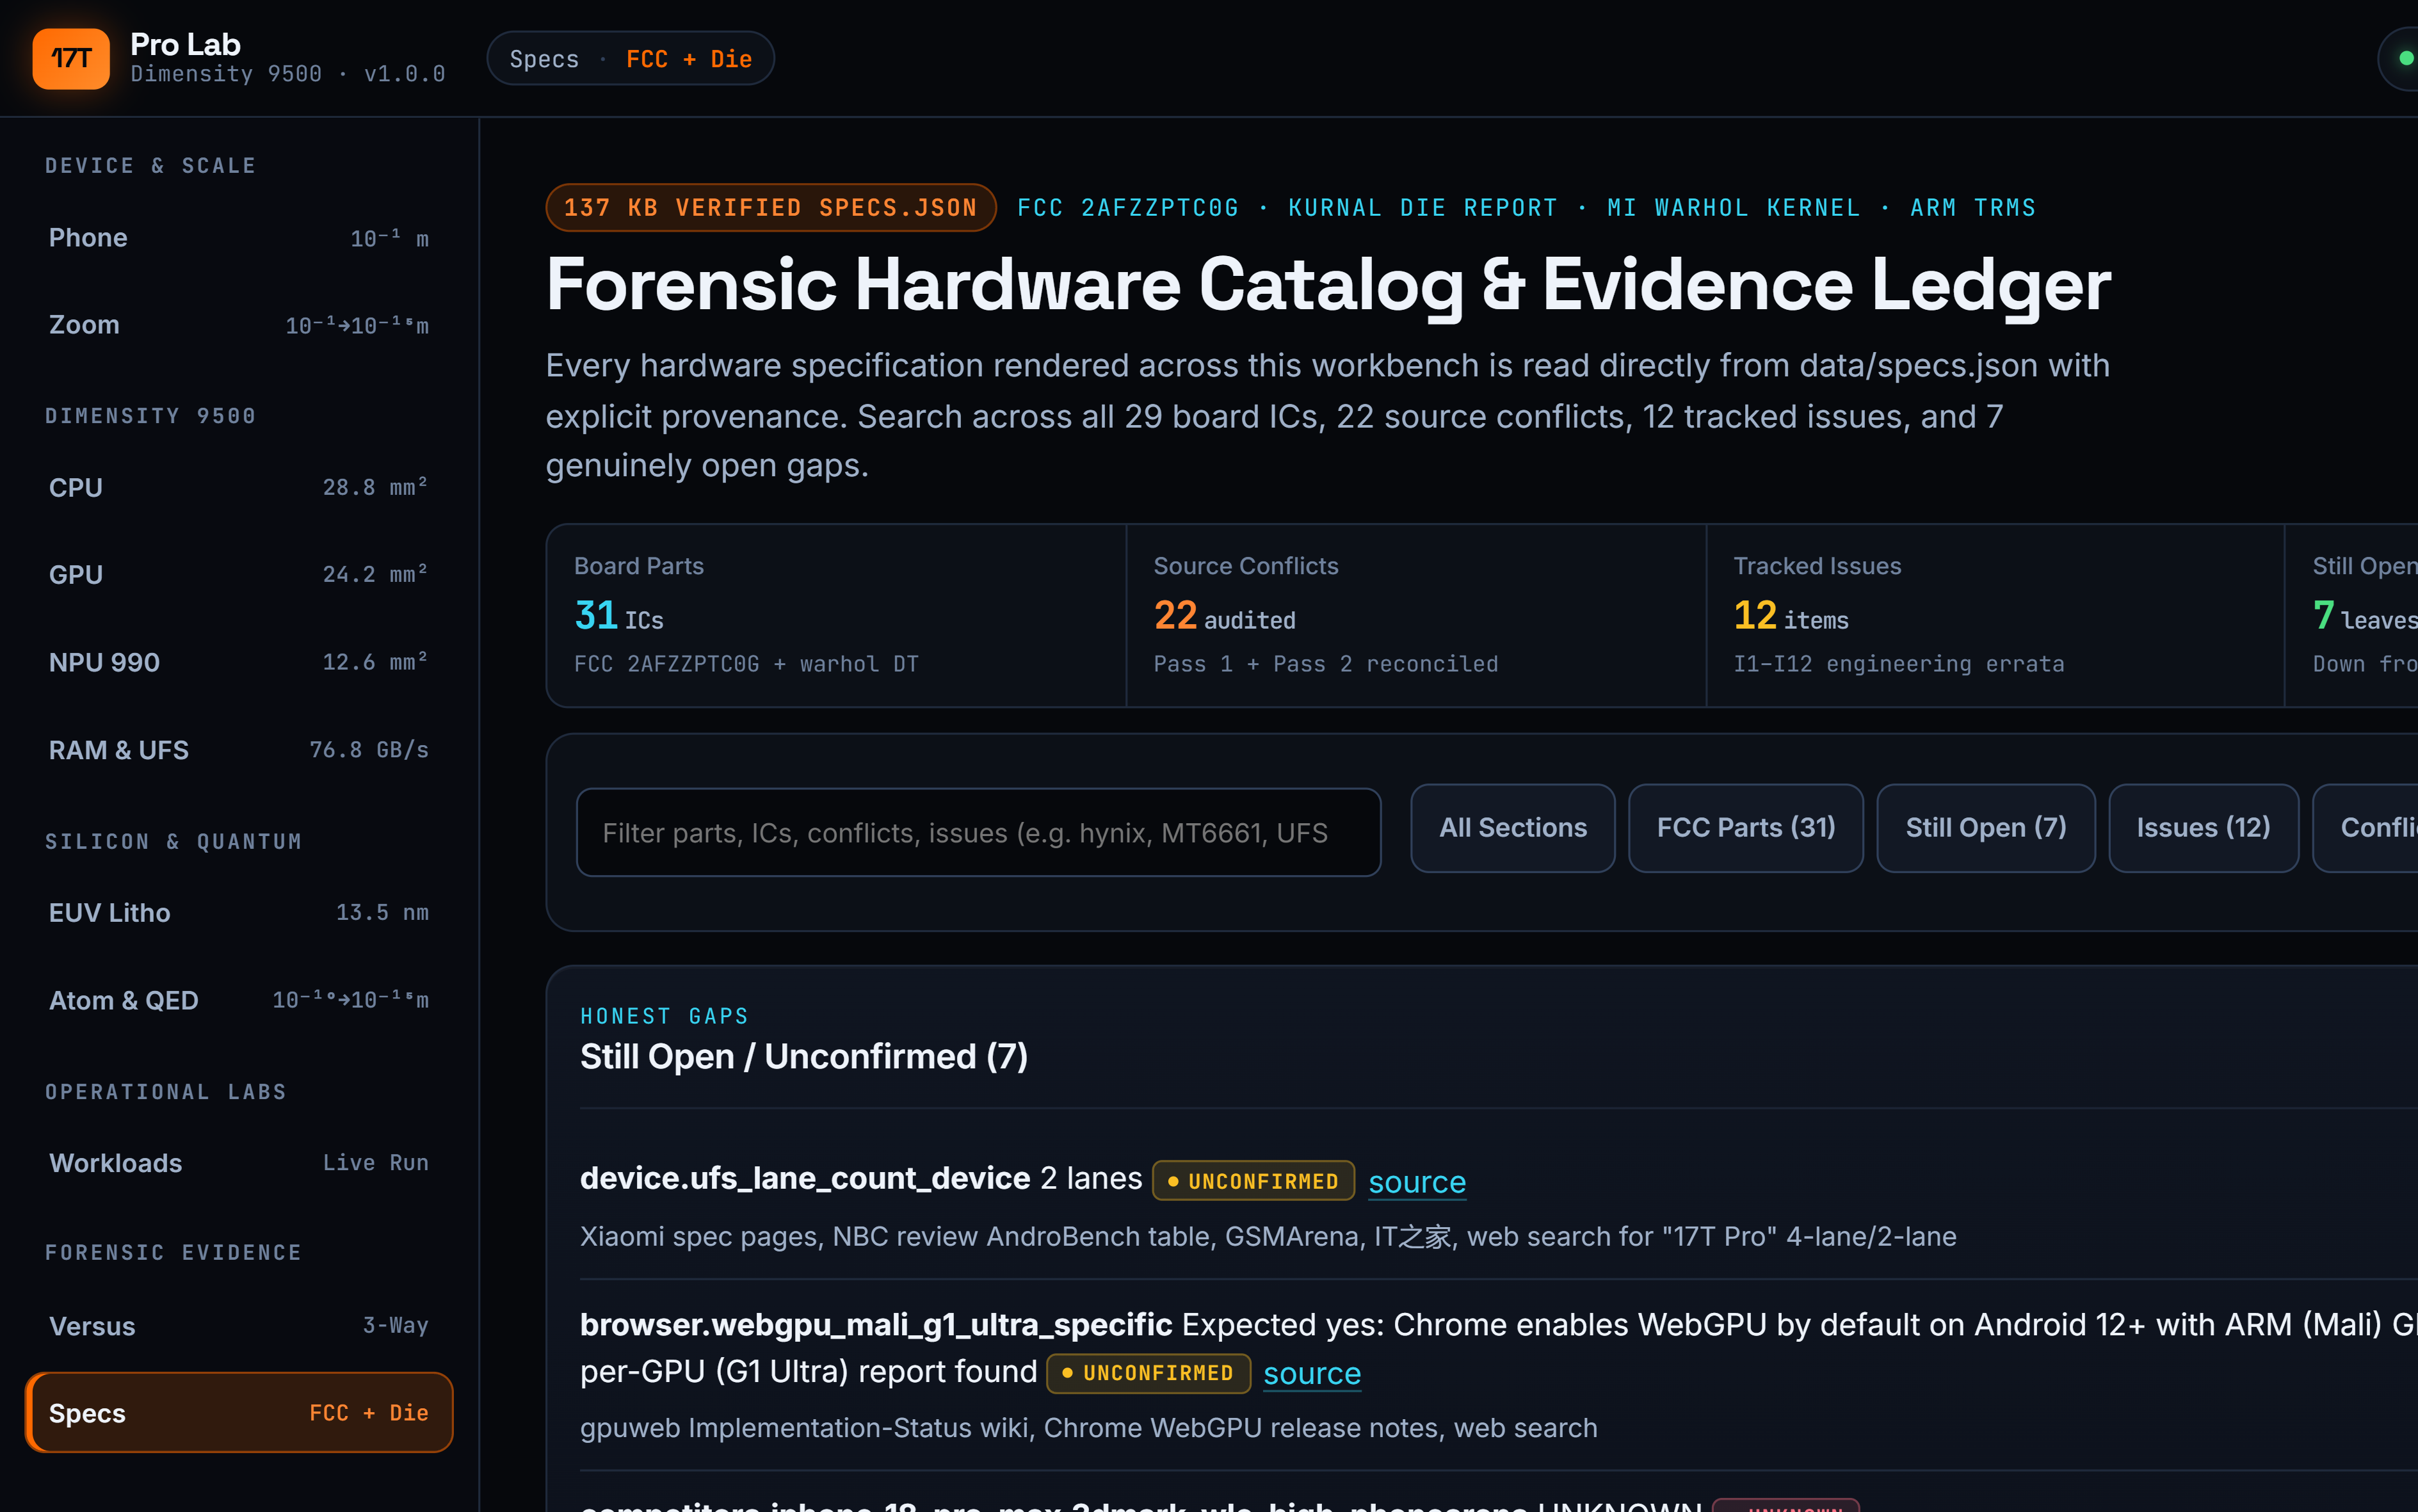 17T
Pro Lab
Dimensity 9500 · v1.0.0
Specs · FCC + Die
DEVICE & SCALE
Phone 10⁻¹ m
Zoom 10⁻¹→10⁻¹⁵m
DIMENSITY 9500
CPU 28.8 mm²
GPU 24.2 mm²
NPU 990 12.6 mm²
RAM & UFS 76.8 GB/s
SILICON & QUANTUM
EUV Litho 13.5 nm
Atom & QED 10⁻¹⁰→10⁻¹⁵m
OPERATIONAL LABS
Workloads Live Run
FORENSIC EVIDENCE
Versus 3-Way
Specs FCC + Die
137 KB VERIFIED SPECS.JSON FCC 2AFZZPTC0G · KURNAL DIE REPORT · MI WARHOL KERNEL · ARM TRMS
Forensic Hardware Catalog & Evidence Ledger
Every hardware specification rendered across this workbench is read directly from data/specs.json with
explicit provenance. Search across all 29 board ICs, 22 source conflicts, 12 tracked issues, and 7
genuinely open gaps.
Board Parts
31 ICs
FCC 2AFZZPTC0G + warhol DT
Source Conflicts
22 audited
Pass 1 + Pass 2 reconciled
Tracked Issues
12 items
I1–I12 engineering errata
Still Open
7 leaves
Down fro
Filter parts, ICs, conflicts, issues (e.g. hynix, MT6661, UFS
All Sections
FCC Parts (31)
Still Open (7)
Issues (12)
Confli
HONEST GAPS
Still Open / Unconfirmed (7)
device.ufs_lane_count_device 2 lanes UNCONFIRMED source
Xiaomi spec pages, NBC review AndroBench table, GSMArena, IT之家, web search for "17T Pro" 4-lane/2-lane
browser.webgpu_mali_g1_ultra_specific Expected yes: Chrome enables WebGPU by default on Android 12+ with ARM (Mali)
per-GPU (G1 Ultra) report found UNCONFIRMED source
gpuweb Implementation-Status wiki, Chrome WebGPU release notes, web search